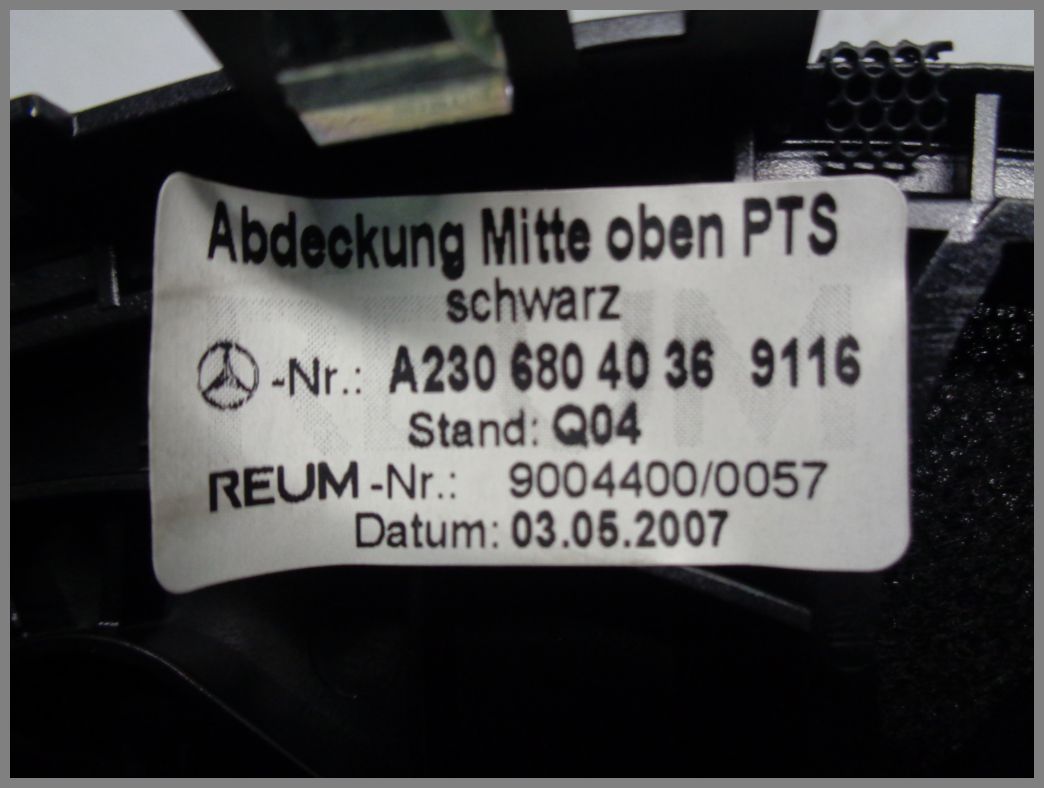 Abdeckung Mitte oben PTS
schwarz
-Nr.: A230 680 40 36 9116
Stand: Q04
REUM-Nr.: 9004400/0057
Datum: 03.05.2007
REUM